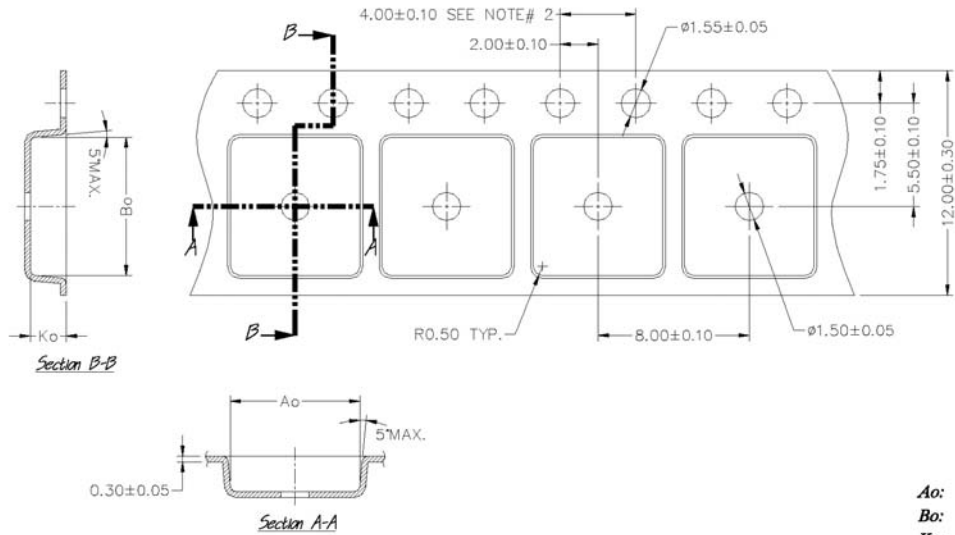 4.00±0.10 SEE NOTE# 2
2.00±0.10
ø1.55±0.05
B
5°MAX.
Bo
Ko
Section B-B
A
A
B
R0.50 TYP.
8.00±0.10
ø1.50±0.05
1.75±0.10
5.50±0.10
12.00±0.30
Ao
5°MAX.
0.30±0.05
Section A-A
Ao:
Bo: